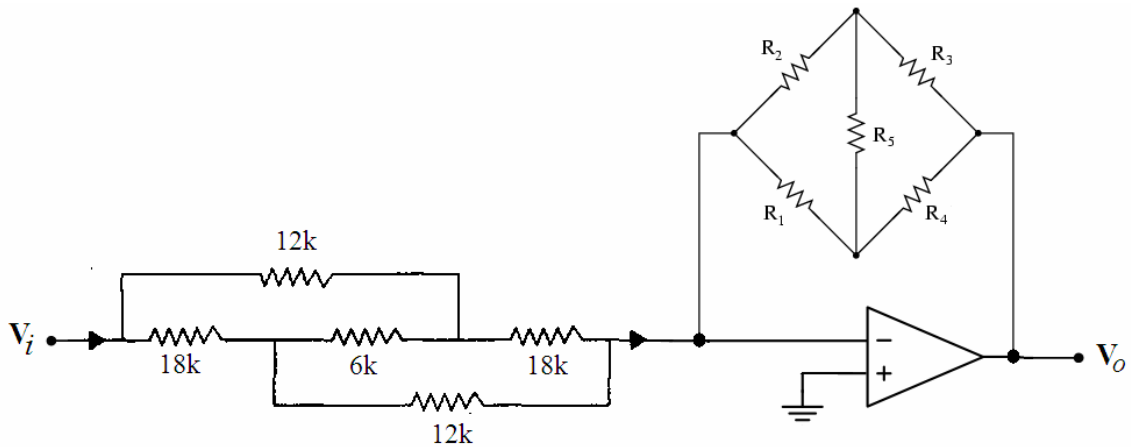 R₂
R₃
R₅
R₁
R₄
12k
Vᵢ
18k
6k
18k
12k
−
+
Vₒ